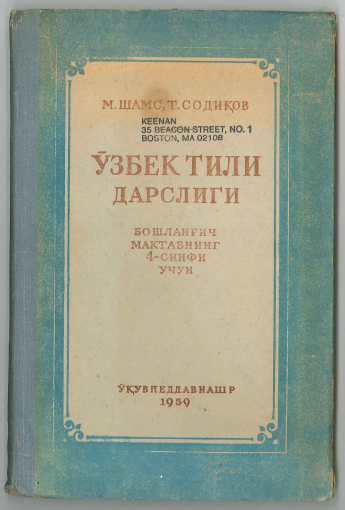 М. ШАМС, Т. СОДИҚОВ
KEENAN
35 BEACON STREET, NO. 1
BOSTON, MA 02108
ЎЗБЕК ТИЛИ
ДАРСЛИГИ
БОШЛАНҒИЧ
МАКТАБНИНГ
4-СИНФИ
УЧУН
ЎҚУВПЕДДАВНАШР
1959